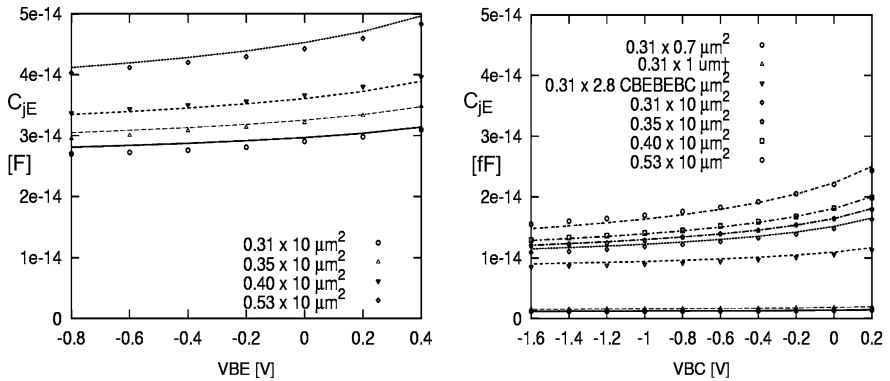 5e-14
4e-14
3e-14
2e-14
1e-14
0
CjE
[F]
0.31 x 10 μm2
0.35 x 10 μm2
0.40 x 10 μm2
0.53 x 10 μm2
-0.8
-0.6
-0.4
-0.2
0
0.2
0.4
VBE [V]
5e-14
4e-14
3e-14
2e-14
1e-14
0
CjE
[fF]
0.31 x 0.7 μm2
0.31 x 1 um†
0.31 x 2.8 CBEBEBC μm2
0.31 x 10 μm2
0.35 x 10 μm2
0.40 x 10 μm2
0.53 x 10 μm2
-1.6
-1.4
-1.2
-1
-0.8
-0.6
-0.4
-0.2
0
0.2
VBC [V]